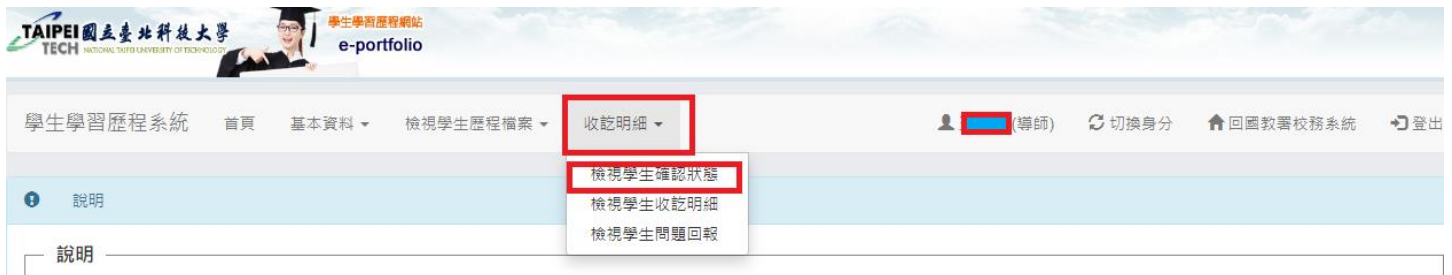 TAIPEI 國立臺北科技大學
TECH NATIONAL TAIPEI UNIVERSITY OF TECHNOLOGY
學生學習歷程網站
e-portfolio
學生學習歷程系統 首頁 基本資料 檢視學生歷程檔案 收訖明細 (導師) 切換身分 回國教署校務系統 登出
檢視學生確認狀態
檢視學生收訖明細
檢視學生問題回報
說明
說明